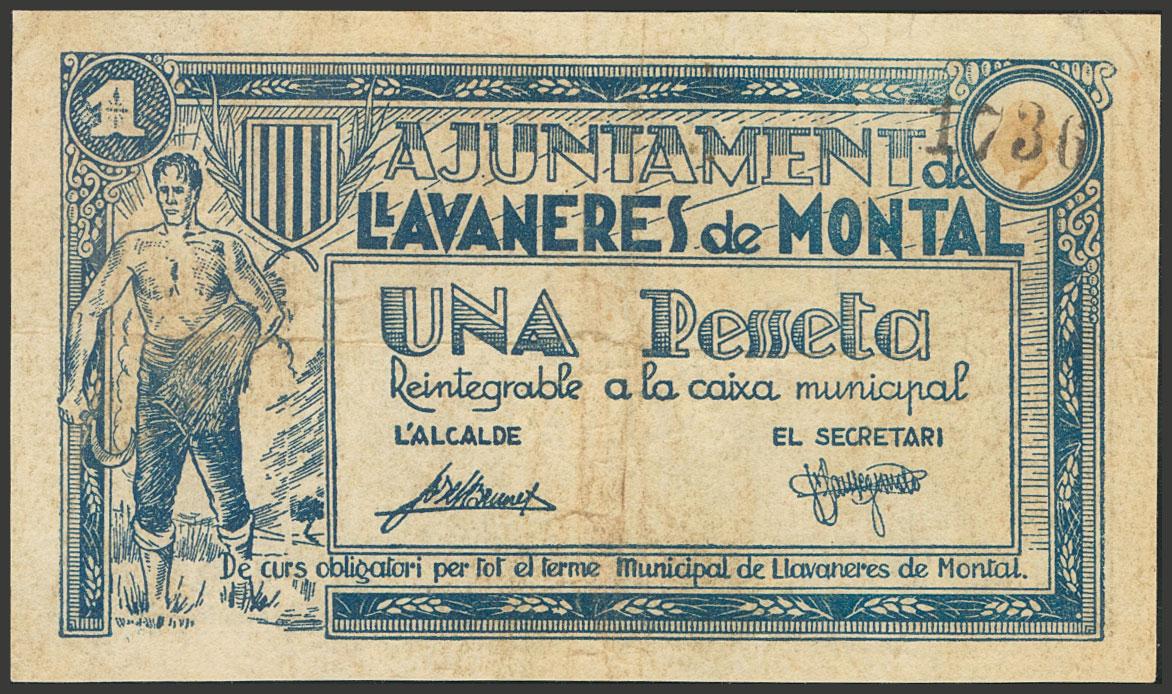 1
AJUNTAMENT de
1736
LLAVANERES de MONTAL
UNA Pesseta
Reintegrable a la caixa municipal
L'ALCALDE EL SECRETARI
De curs obligatori per tot el terme Municipal de Llavaneres de Montal.